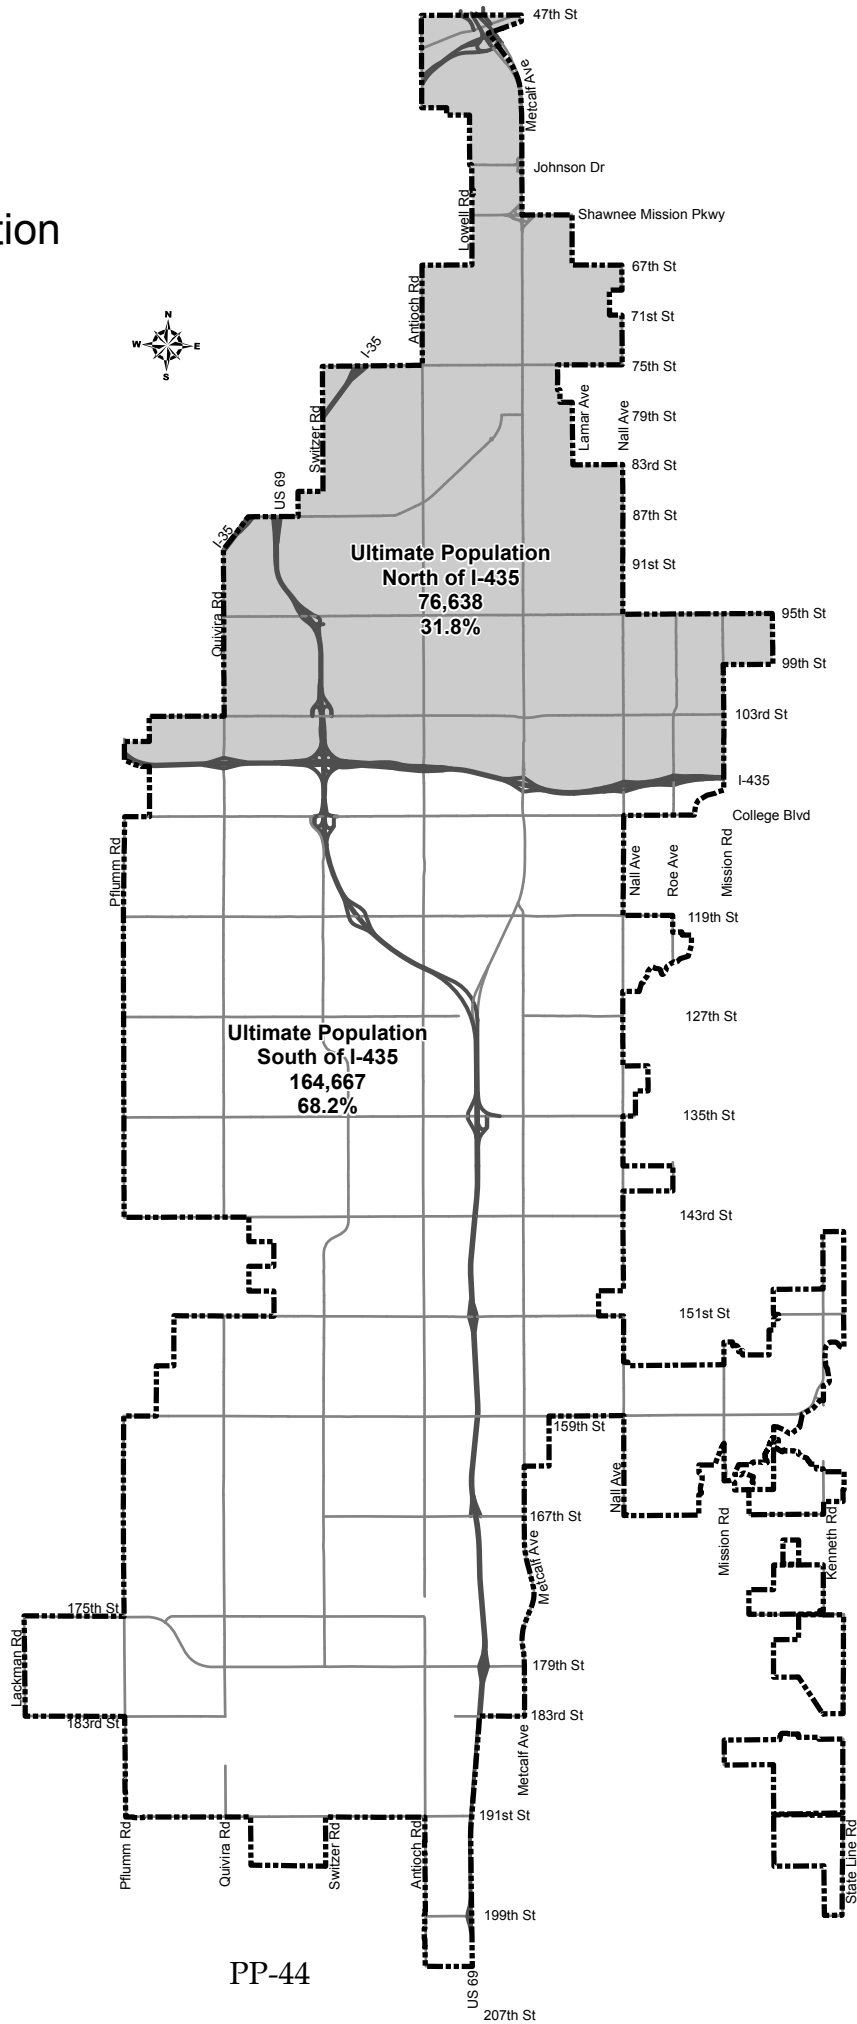 47th St
Metcalf Ave
Johnson Dr
Lowell Rd
Shawnee Mission Pkwy
tion
67th St
Antioch Rd
71st St
N
W E
S
I-35
75th St
Lamar Ave
Nall Ave
79th St
Switzer Rd
83rd St
US 69
87th St
I-35
Ultimate Population
North of I-435
76,638
31.8%
91st St
Quivira Rd
95th St
99th St
103rd St
I-435
College Blvd
Pflumm Rd
Nall Ave
Roe Ave
Mission Rd
119th St
127th St
Ultimate Population
South of I-435
164,667
68.2%
135th St
143rd St
151st St
159th St
Nall Ave
167th St
Metcalf Ave
Mission Rd
Kenneth Rd
175th St
Lackman Rd
179th St
183rd St
183rd St
Metcalf Ave
191st St
Pflumm Rd
Quivira Rd
Switzer Rd
Antioch Rd
State Line Rd
199th St
PP-44
US 69
207th St